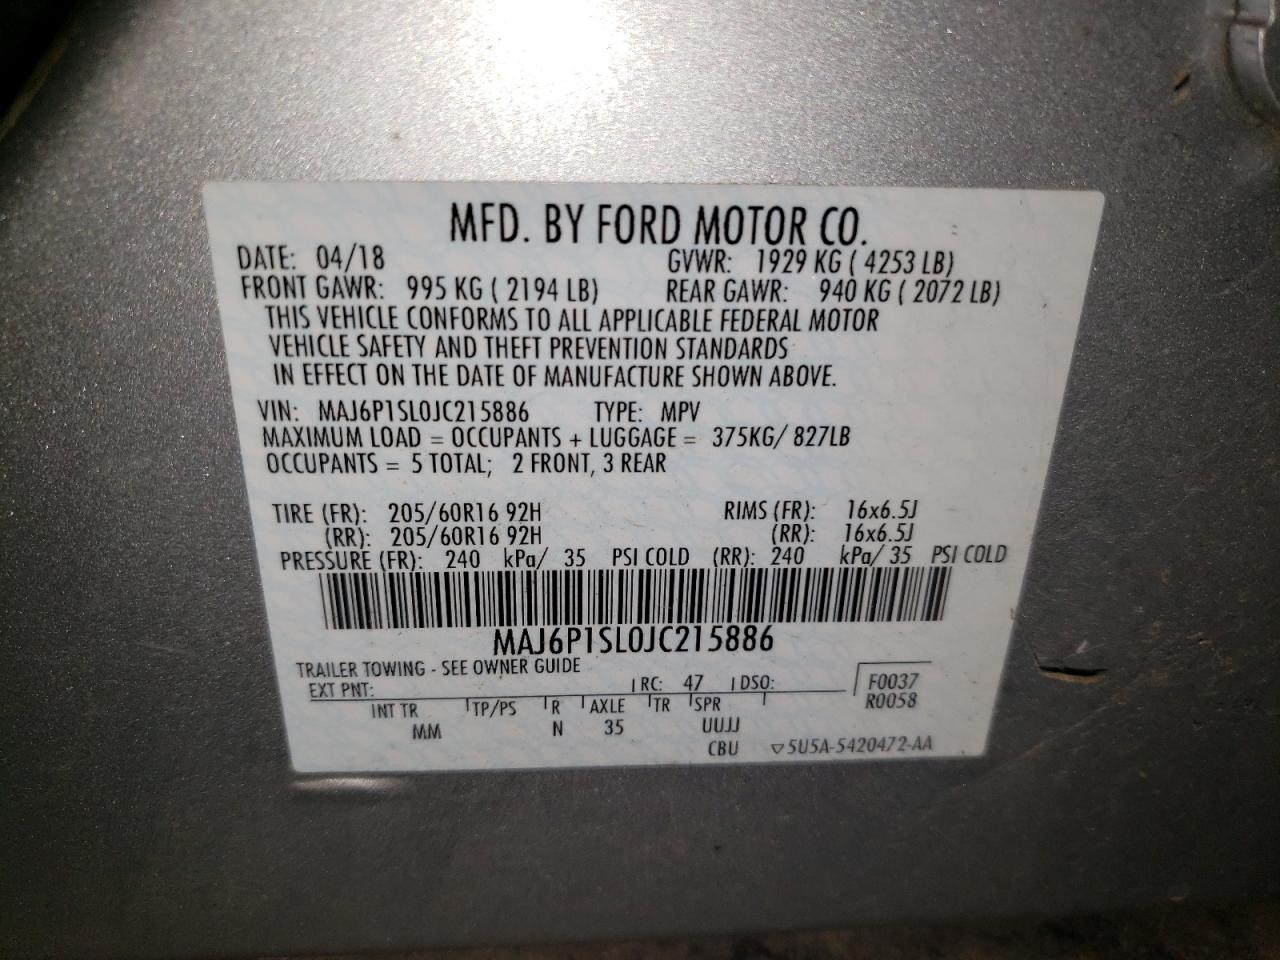 MFD. BY FORD MOTOR CO.
DATE: 04/18 GVWR: 1929 KG ( 4253 LB)
FRONT GAWR: 995 KG ( 2194 LB) REAR GAWR: 940 KG ( 2072 LB)
THIS VEHICLE CONFORMS TO ALL APPLICABLE FEDERAL MOTOR
VEHICLE SAFETY AND THEFT PREVENTION STANDARDS
IN EFFECT ON THE DATE OF MANUFACTURE SHOWN ABOVE.
VIN: MAJ6P1SL0JC215886 TYPE: MPV
MAXIMUM LOAD = OCCUPANTS + LUGGAGE = 375KG/ 827LB
OCCUPANTS = 5 TOTAL; 2 FRONT, 3 REAR
TIRE (FR): 205/60R16 92H RIMS (FR): 16x6.5J
(RR): 205/60R16 92H (RR): 16x6.5J
PRESSURE (FR): 240 kPa/ 35 PSI COLD (RR): 240 kPa/ 35 PSI COLD
MAJ6P1SL0JC215886
TRAILER TOWING - SEE OWNER GUIDE
EXT PNT: RC: 47 DSO: F0037
INT TR TP/PS R AXLE TR SPR R0058
MM N 35 UUJJ
CBU ▽5U5A-5420472-AA